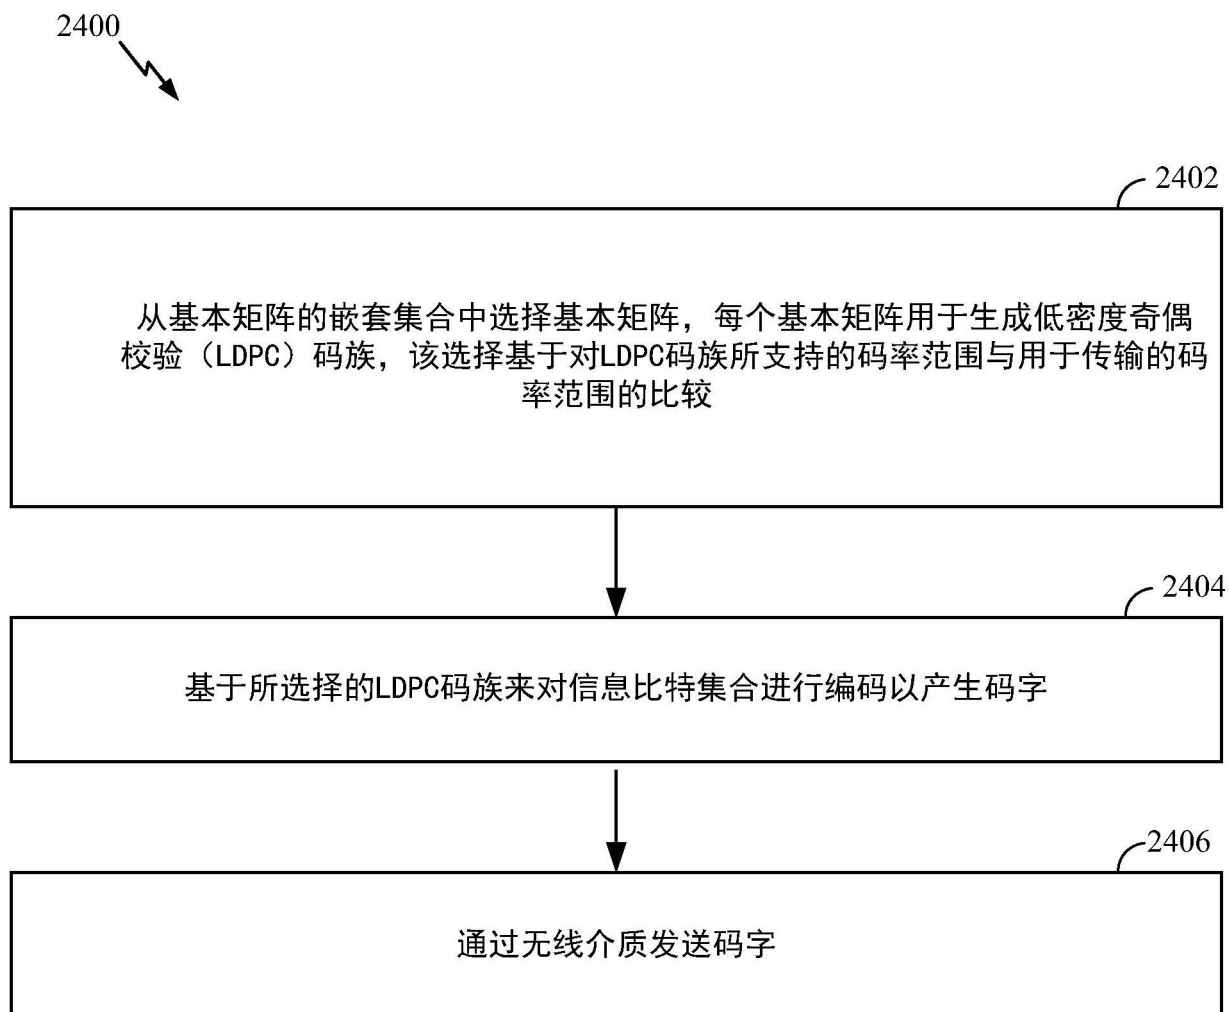 2400
2402
从基本矩阵的嵌套集合中选择基本矩阵，每个基本矩阵用于生成低密度奇偶
校验（LDPC）码族，该选择基于对LDPC码族所支持的码率范围与用于传输的码
率范围的比较
2404
基于所选择的LDPC码族来对信息比特集合进行编码以产生码字
2406
通过无线介质发送码字